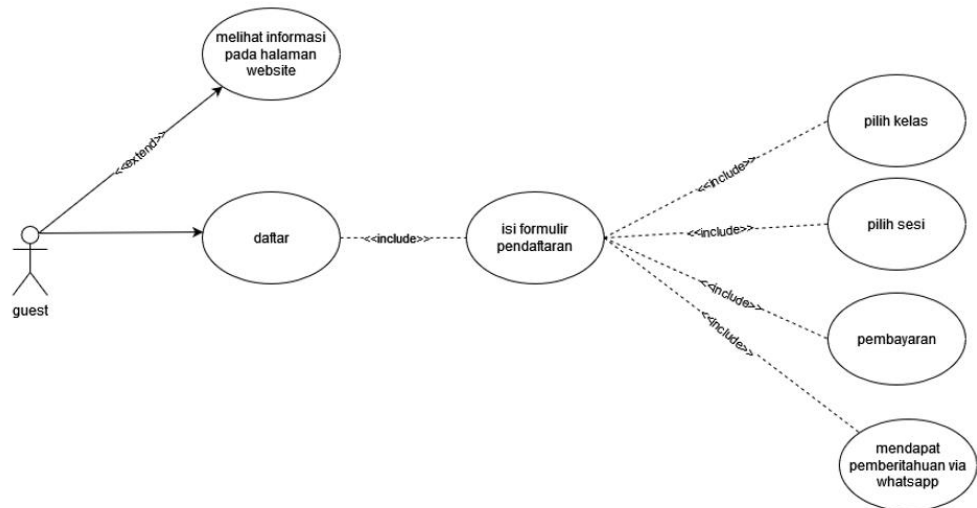 melihat informasi
pada halaman
website
<<extend>>
guest
daftar
<<include>>
isi formulir
pendaftaran
<<include>>
pilih kelas
<<include>>
pilih sesi
<<include>>
pembayaran
<<include>>
mendapat
pemberitahuan via
whatsapp